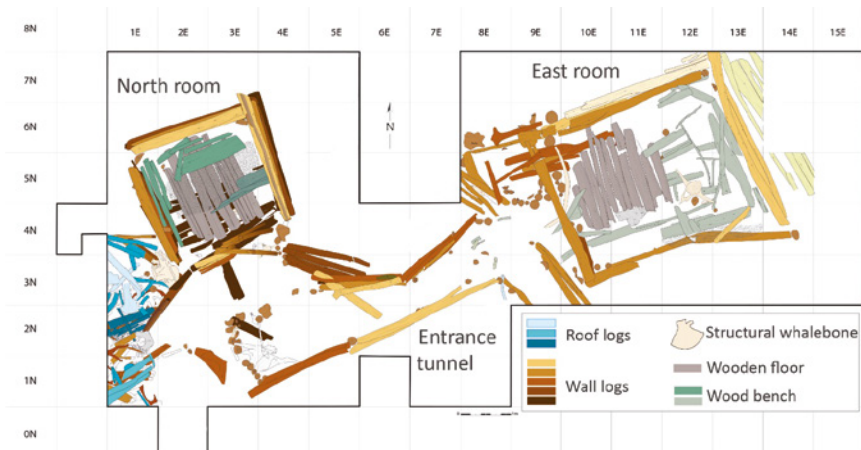 8N
1E 2E 3E 4E 5E 6E 7E 8E 9E 10E 11E 12E 13E 14E 15E
7N
North room
East room
6N
N
5N
4N
3N
2N
Entrance
tunnel
Roof logs
Structural whalebone
Wooden floor
1N
Wall logs
Wood bench
0N